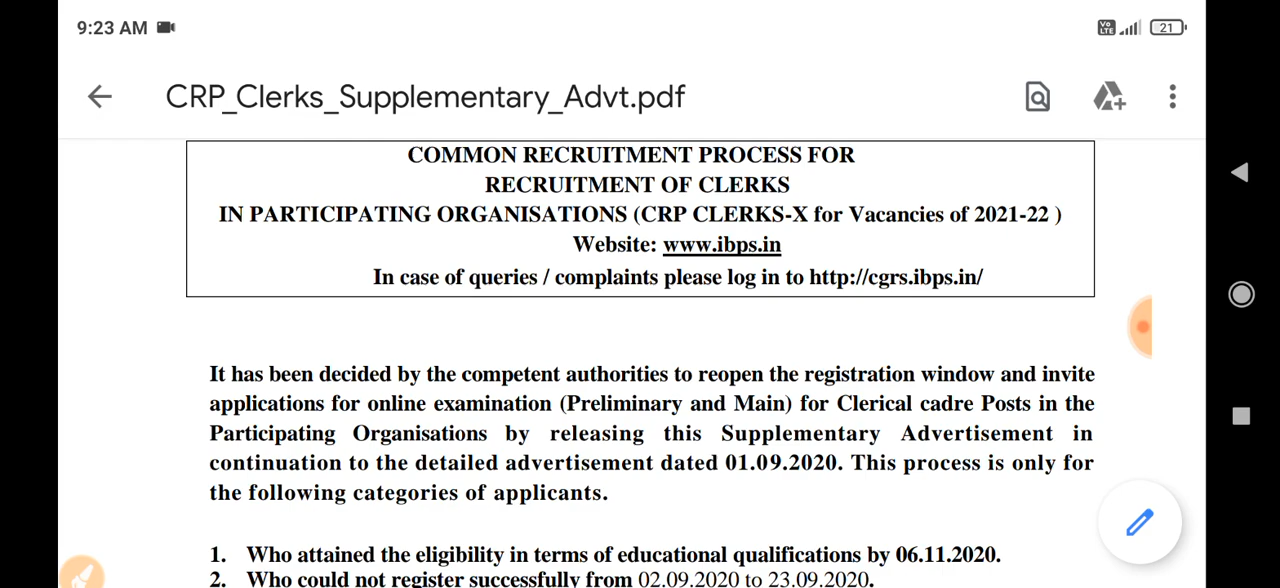 9:23 AM
Vo LTE
21
CRP_Clerks_Supplementary_Advt.pdf
COMMON RECRUITMENT PROCESS FOR
RECRUITMENT OF CLERKS
IN PARTICIPATING ORGANISATIONS (CRP CLERKS-X for Vacancies of 2021-22 )
Website: www.ibps.in
In case of queries / complaints please log in to http://cgrs.ibps.in/
It has been decided by the competent authorities to reopen the registration window and invite
applications for online examination (Preliminary and Main) for Clerical cadre Posts in the
Participating Organisations by releasing this Supplementary Advertisement in
continuation to the detailed advertisement dated 01.09.2020. This process is only for
the following categories of applicants.
1. Who attained the eligibility in terms of educational qualifications by 06.11.2020.
2. Who could not register successfully from 02.09.2020 to 23.09.2020.